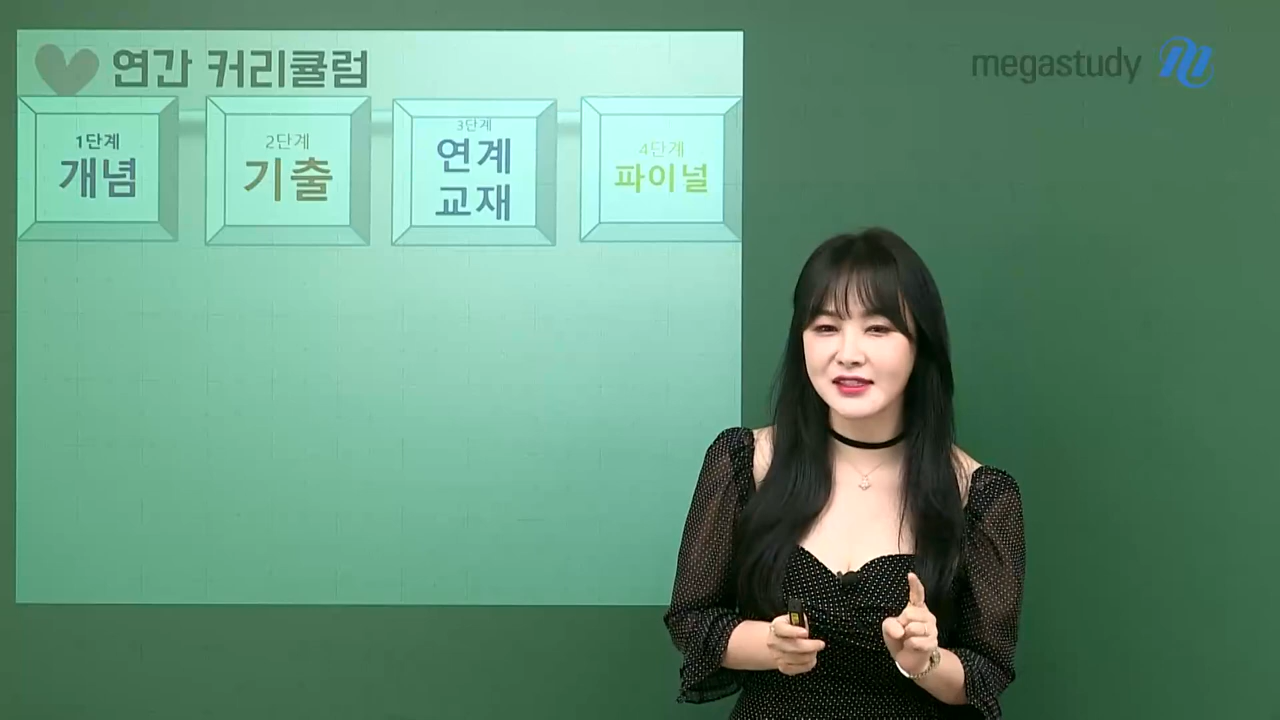 연간 커리큘럼
megastudy
1단계
개념
2단계
기출
3단계
연계
교재
4단계
파이널